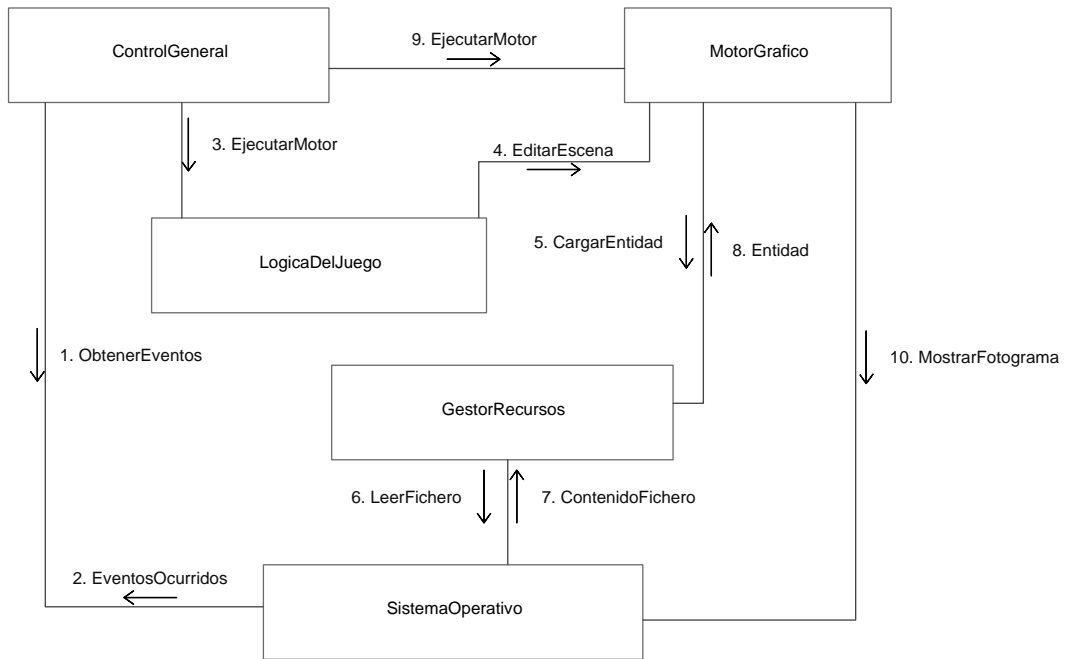 9. EjecutarMotor
ControlGeneral
MotorGrafico
3. EjecutarMotor
4. EditarEscena
5. CargarEntidad
8. Entidad
LogicaDelJuego
1. ObtenerEventos
10. MostrarFotograma
GestorRecursos
6. LeerFichero
7. ContenidoFichero
2. EventosOcurridos
SistemaOperativo